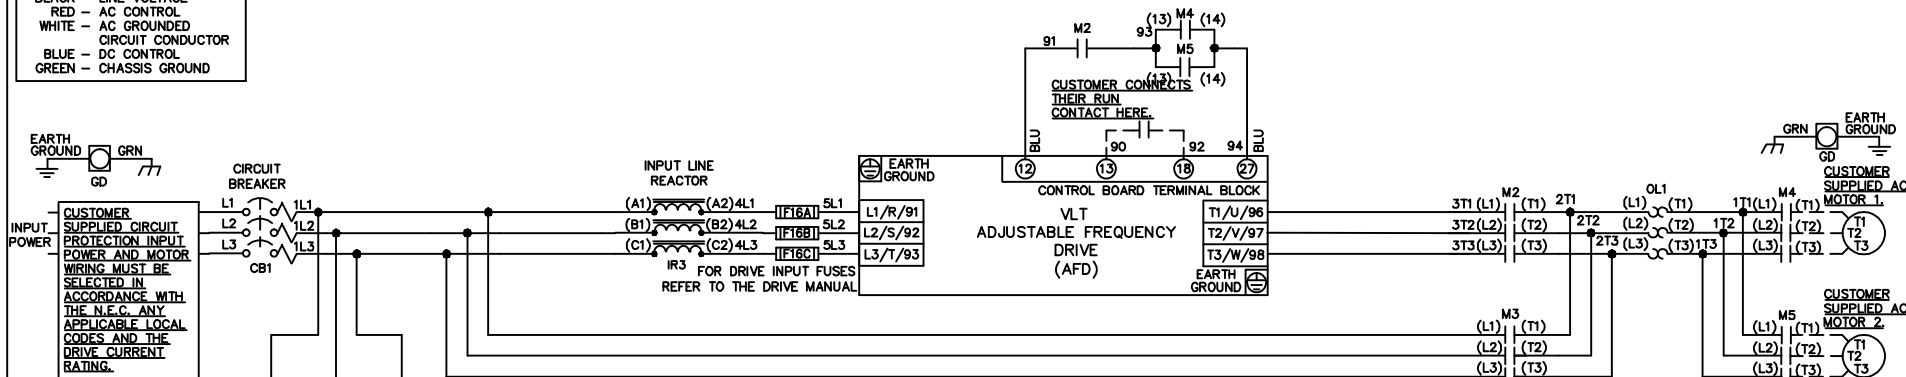 BLACK – LINE VOLTAGE
RED – AC CONTROL
WHITE – AC GROUNDED
CIRCUIT CONDUCTOR
BLUE – DC CONTROL
GREEN – CHASSIS GROUND
EARTH
GROUND
GRN
GD
CIRCUIT
BREAKER
INPUT
POWER
CUSTOMER
SUPPLIED CIRCUIT
PROTECTION INPUT
POWER AND MOTOR
WIRING MUST BE
SELECTED IN
ACCORDANCE WITH
THE N.E.C. ANY
APPLICABLE LOCAL
CODES AND THE
DRIVE CURRENT
RATING.
L1 1L1
L2 1L2
L3 1L3
CB1
INPUT LINE
REACTOR
(A1) (A2) 4L1 F16A 5L1
(B1) (B2) 4L2 F16B 5L2
(C1) (C2) 4L3 F16C 5L3
IR3
FOR DRIVE INPUT FUSES
REFER TO THE DRIVE MANUAL
91 M2 93 (13) M4 (14)
M5
(13) (14)
CUSTOMER CONNECTS
THEIR RUN
CONTACT HERE.
BLU 90 92 94 BLU
12 13 18 27
EARTH
GROUND
CONTROL BOARD TERMINAL BLOCK
L1/R/91
L2/S/92
L3/T/93
VLT
ADJUSTABLE FREQUENCY
DRIVE
(AFD)
T1/U/96
T2/V/97
T3/W/98
EARTH
GROUND
M2
3T1 (L1) (T1) 2T1
3T2 (L2) (T2) 2T2
3T3 (L3) (T3) 2T3
OL1
(L1) (T1) 1T1
(L2) (T2) 1T2
(L3) (T3) 1T3
M4
(L1) (T1)
(L2) (T2)
(L3) (T3)
GRN
EARTH
GROUND
GD
CUSTOMER
SUPPLIED AC
MOTOR 1.
T1
T2
T3
M3
(L1) (T1)
(L2) (T2)
(L3) (T3)
M5
(L1) (T1)
(L2) (T2)
(L3) (T3)
CUSTOMER
SUPPLIED AC
MOTOR 2.
T1
T2
T3